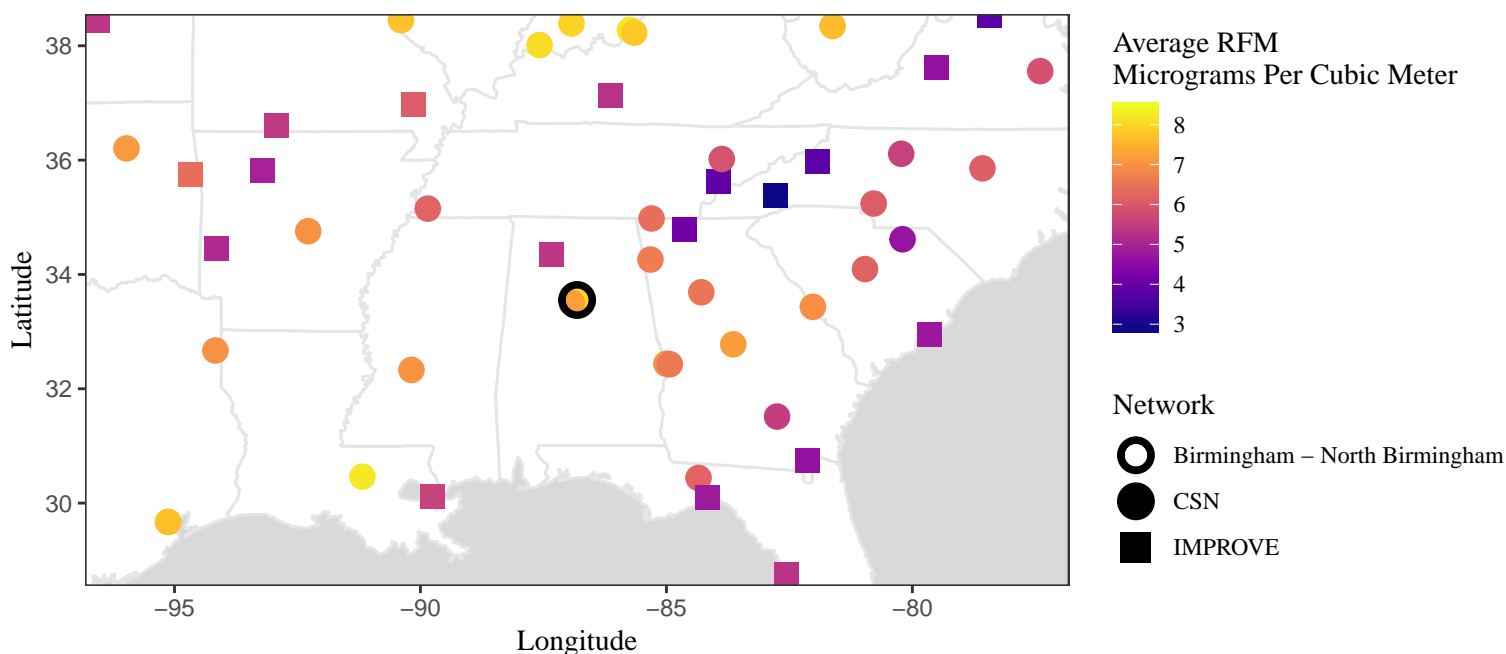 38
36
34
32
30
Latitude
−95
−90
−85
−80
Longitude
Average RFM
Micrograms Per Cubic Meter
8
7
6
5
4
3
Network
Birmingham – North Birmingham
CSN
IMPROVE